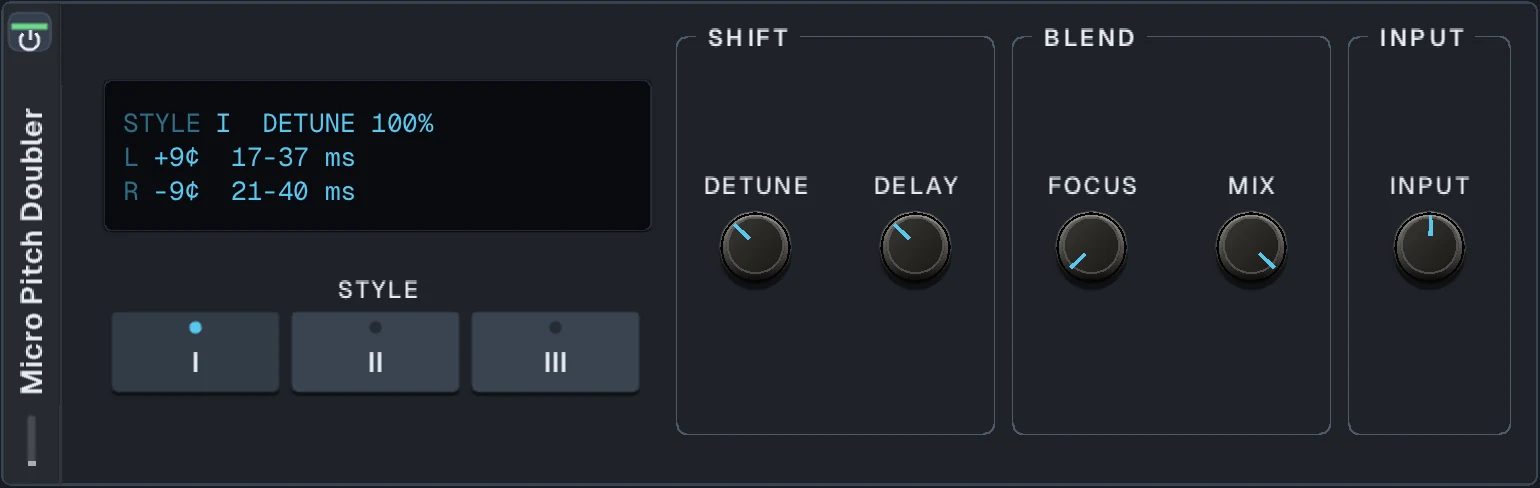 Micro Pitch Doubler
STYLE I DETUNE 100%
L +9¢ 17-37 ms
R -9¢ 21-40 ms
STYLE
I
II
III
SHIFT
DETUNE
DELAY
BLEND
FOCUS
MIX
INPUT
INPUT